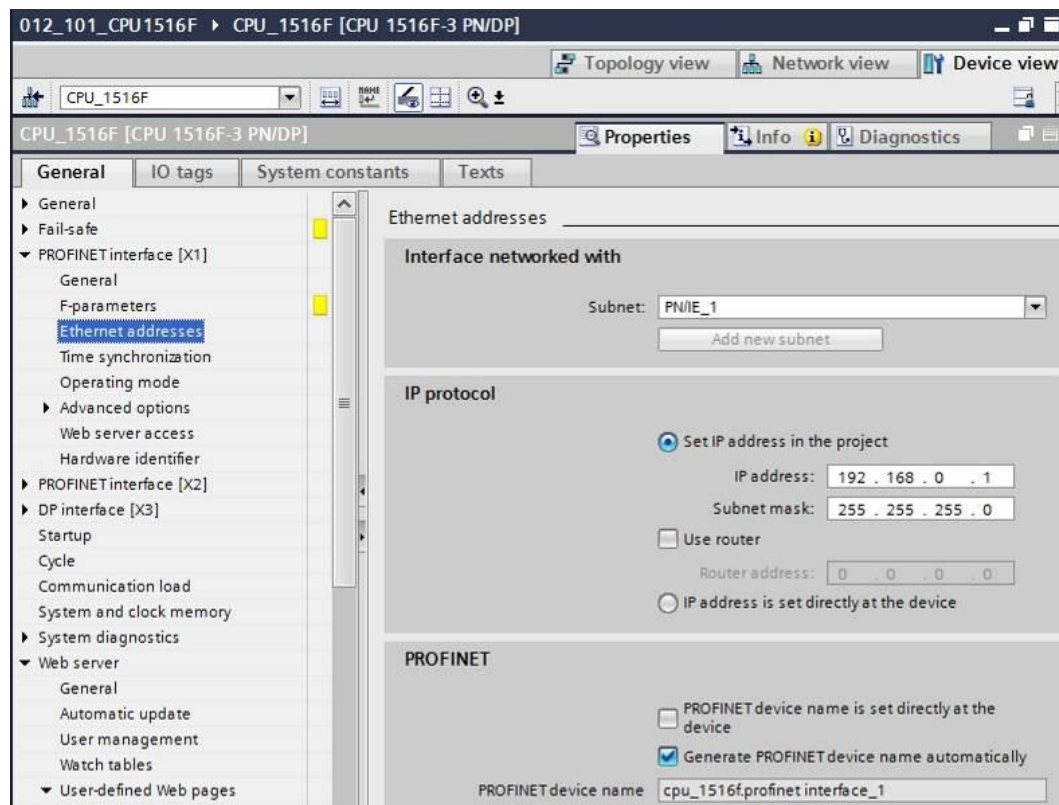 012_101_CPU1516F ▸ CPU_1516F [CPU 1516F-3 PN/DP]
Topology view Network view Device view
CPU_1516F
CPU_1516F [CPU 1516F-3 PN/DP] Properties Info Diagnostics
General IO tags System constants Texts
General
Fail-safe
PROFINET interface [X1]
General
F-parameters
Ethernet addresses
Time synchronization
Operating mode
Advanced options
Web server access
Hardware identifier
PROFINET interface [X2]
DP interface [X3]
Startup
Cycle
Communication load
System and clock memory
System diagnostics
Web server
General
Automatic update
User management
Watch tables
User-defined Web pages
Ethernet addresses
Interface networked with
Subnet: PN/IE_1
Add new subnet
IP protocol
Set IP address in the project
IP address: 192 . 168 . 0 . 1
Subnet mask: 255 . 255 . 255 . 0
Use router
Router address: 0 . 0 . 0 . 0
IP address is set directly at the device
PROFINET
PROFINET device name is set directly at the
device
Generate PROFINET device name automatically
PROFINET device name cpu_1516f.profinet interface_1